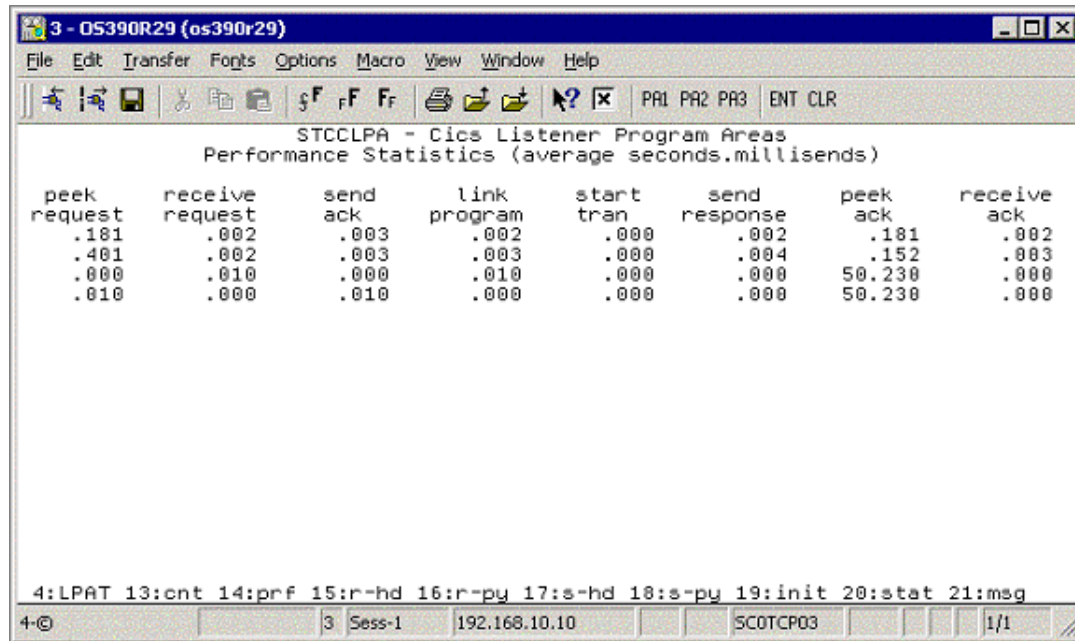 3 - OS390R29 (os390r29)
File Edit Transfer Fonts Options Macro View Window Help
PA1 PA2 PA3 ENT CLR
STCCLPA - Cics Listener Program Areas
Performance Statistics (average seconds.millisends)
peek receive send link start send peek receive
request request ack program tran response ack ack
.181 .002 .003 .002 .000 .002 .181 .002
.401 .002 .003 .003 .000 .004 .152 .003
.000 .010 .000 .010 .000 .000 50.230 .000
.010 .000 .010 .000 .000 .000 50.230 .000
4:LPAT 13:cnt 14:prf 15:r-hd 16:r-py 17:s-hd 18:s-py 19:init 20:stat 21:msg
4-© 3 Sess-1 192.168.10.10 SC0TCP03 1/1